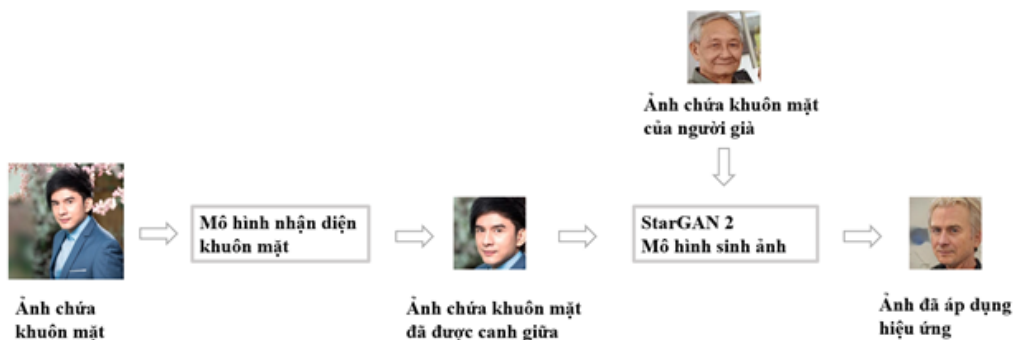 Ảnh chứa khuôn mặt
của người già
Mô hình nhận diện
khuôn mặt
StarGAN 2
Mô hình sinh ảnh
Ảnh chứa
khuôn mặt
Ảnh chứa khuôn mặt
đã được canh giữa
Ảnh đã áp dụng
hiệu ứng